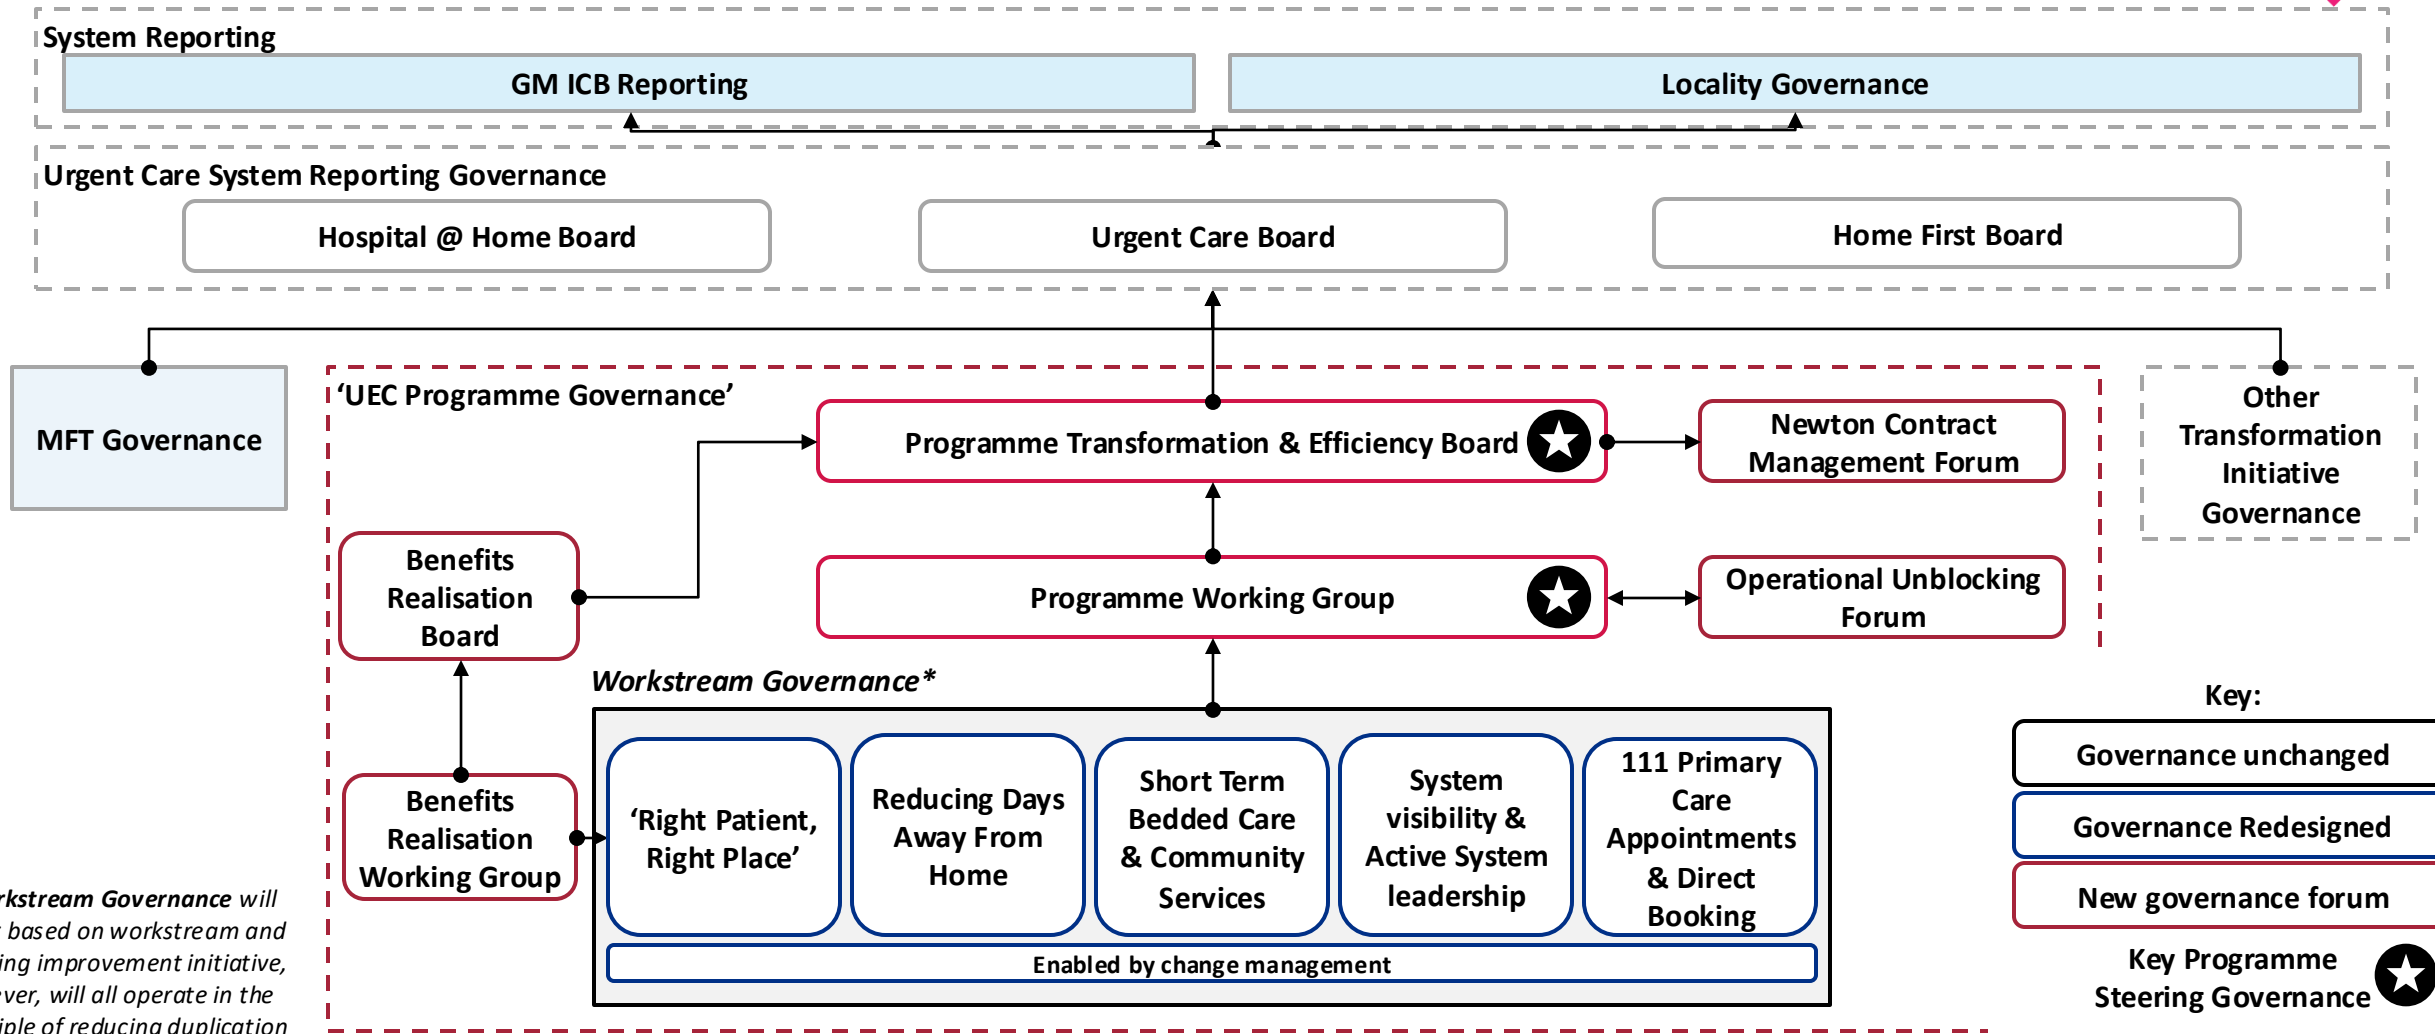 System Reporting
GM ICB Reporting
Locality Governance
Urgent Care System Reporting Governance
Hospital @ Home Board
Urgent Care Board
Home First Board
MFT Governance
‘UEC Programme Governance’
Programme Transformation & Efficiency Board
Newton Contract
Management Forum
Other
Transformation
Initiative
Governance
Benefits
Realisation
Board
Programme Working Group
Operational Unblocking
Forum
Workstream Governance*
Benefits
Realisation
Working Group
‘Right Patient,
Right Place’
Reducing Days
Away From
Home
Short Term
Bedded Care
& Community
Services
System
visibility &
Active System
leadership
111 Primary
Care
Appointments
& Direct
Booking
Enabled by change management
Key:
Governance unchanged
Governance Redesigned
New governance forum
Key Programme
Steering Governance
Governance will
based on workstream and
improvement initiative,
will all operate in the
of reducing duplication